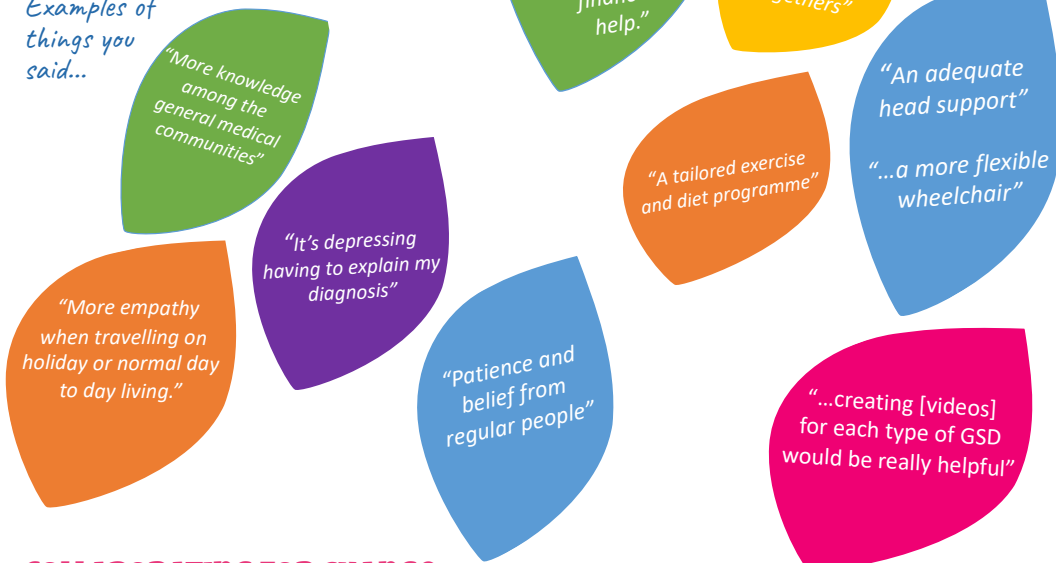 Examples of
things you
said...
help.”
“More knowledge
among the
general medical
communities”
“An adequate
head support”
“...a more flexible
wheelchair”
“A tailored exercise
and diet programme”
“It’s depressing
having to explain my
diagnosis”
“More empathy
when travelling on
holiday or normal day
to day living.”
“Patience and
belief from
regular people”
“...creating [videos]
for each type of GSD
would be really helpful”